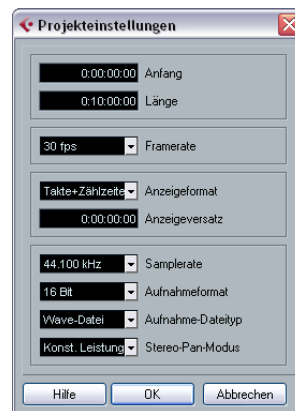 Projekteinstellungen
0:00:00:00 Anfang
0:10:00:00 Länge
30 fps Framerate
Takte+Zählzeite Anzeigeformat
0:00:00:00 Anzeigeversatz
44.100 kHz Samplerate
16 Bit Aufnahmeformat
Wave-Datei Aufnahme-Dateityp
Konst. Leistung Stereo-Pan-Modus
Hilfe OK Abbrechen